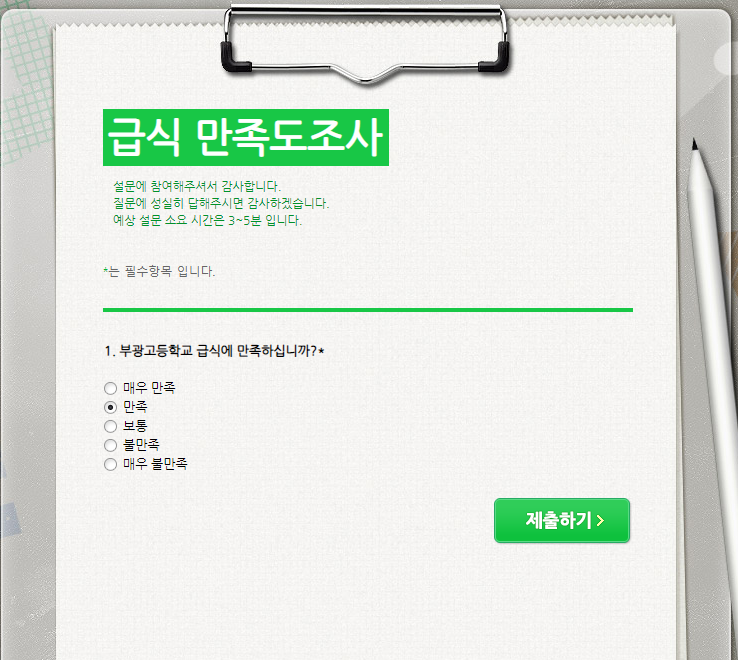 급식 만족도조사
설문에 참여해주셔서 감사합니다.
질문에 성실히 답해주시면 감사하겠습니다.
예상 설문 소요 시간은 3~5분 입니다.
*는 필수항목 입니다.
1. 부광고등학교 급식에 만족하십니까?*
매우 만족
만족
보통
불만족
매우 불만족
제출하기 >